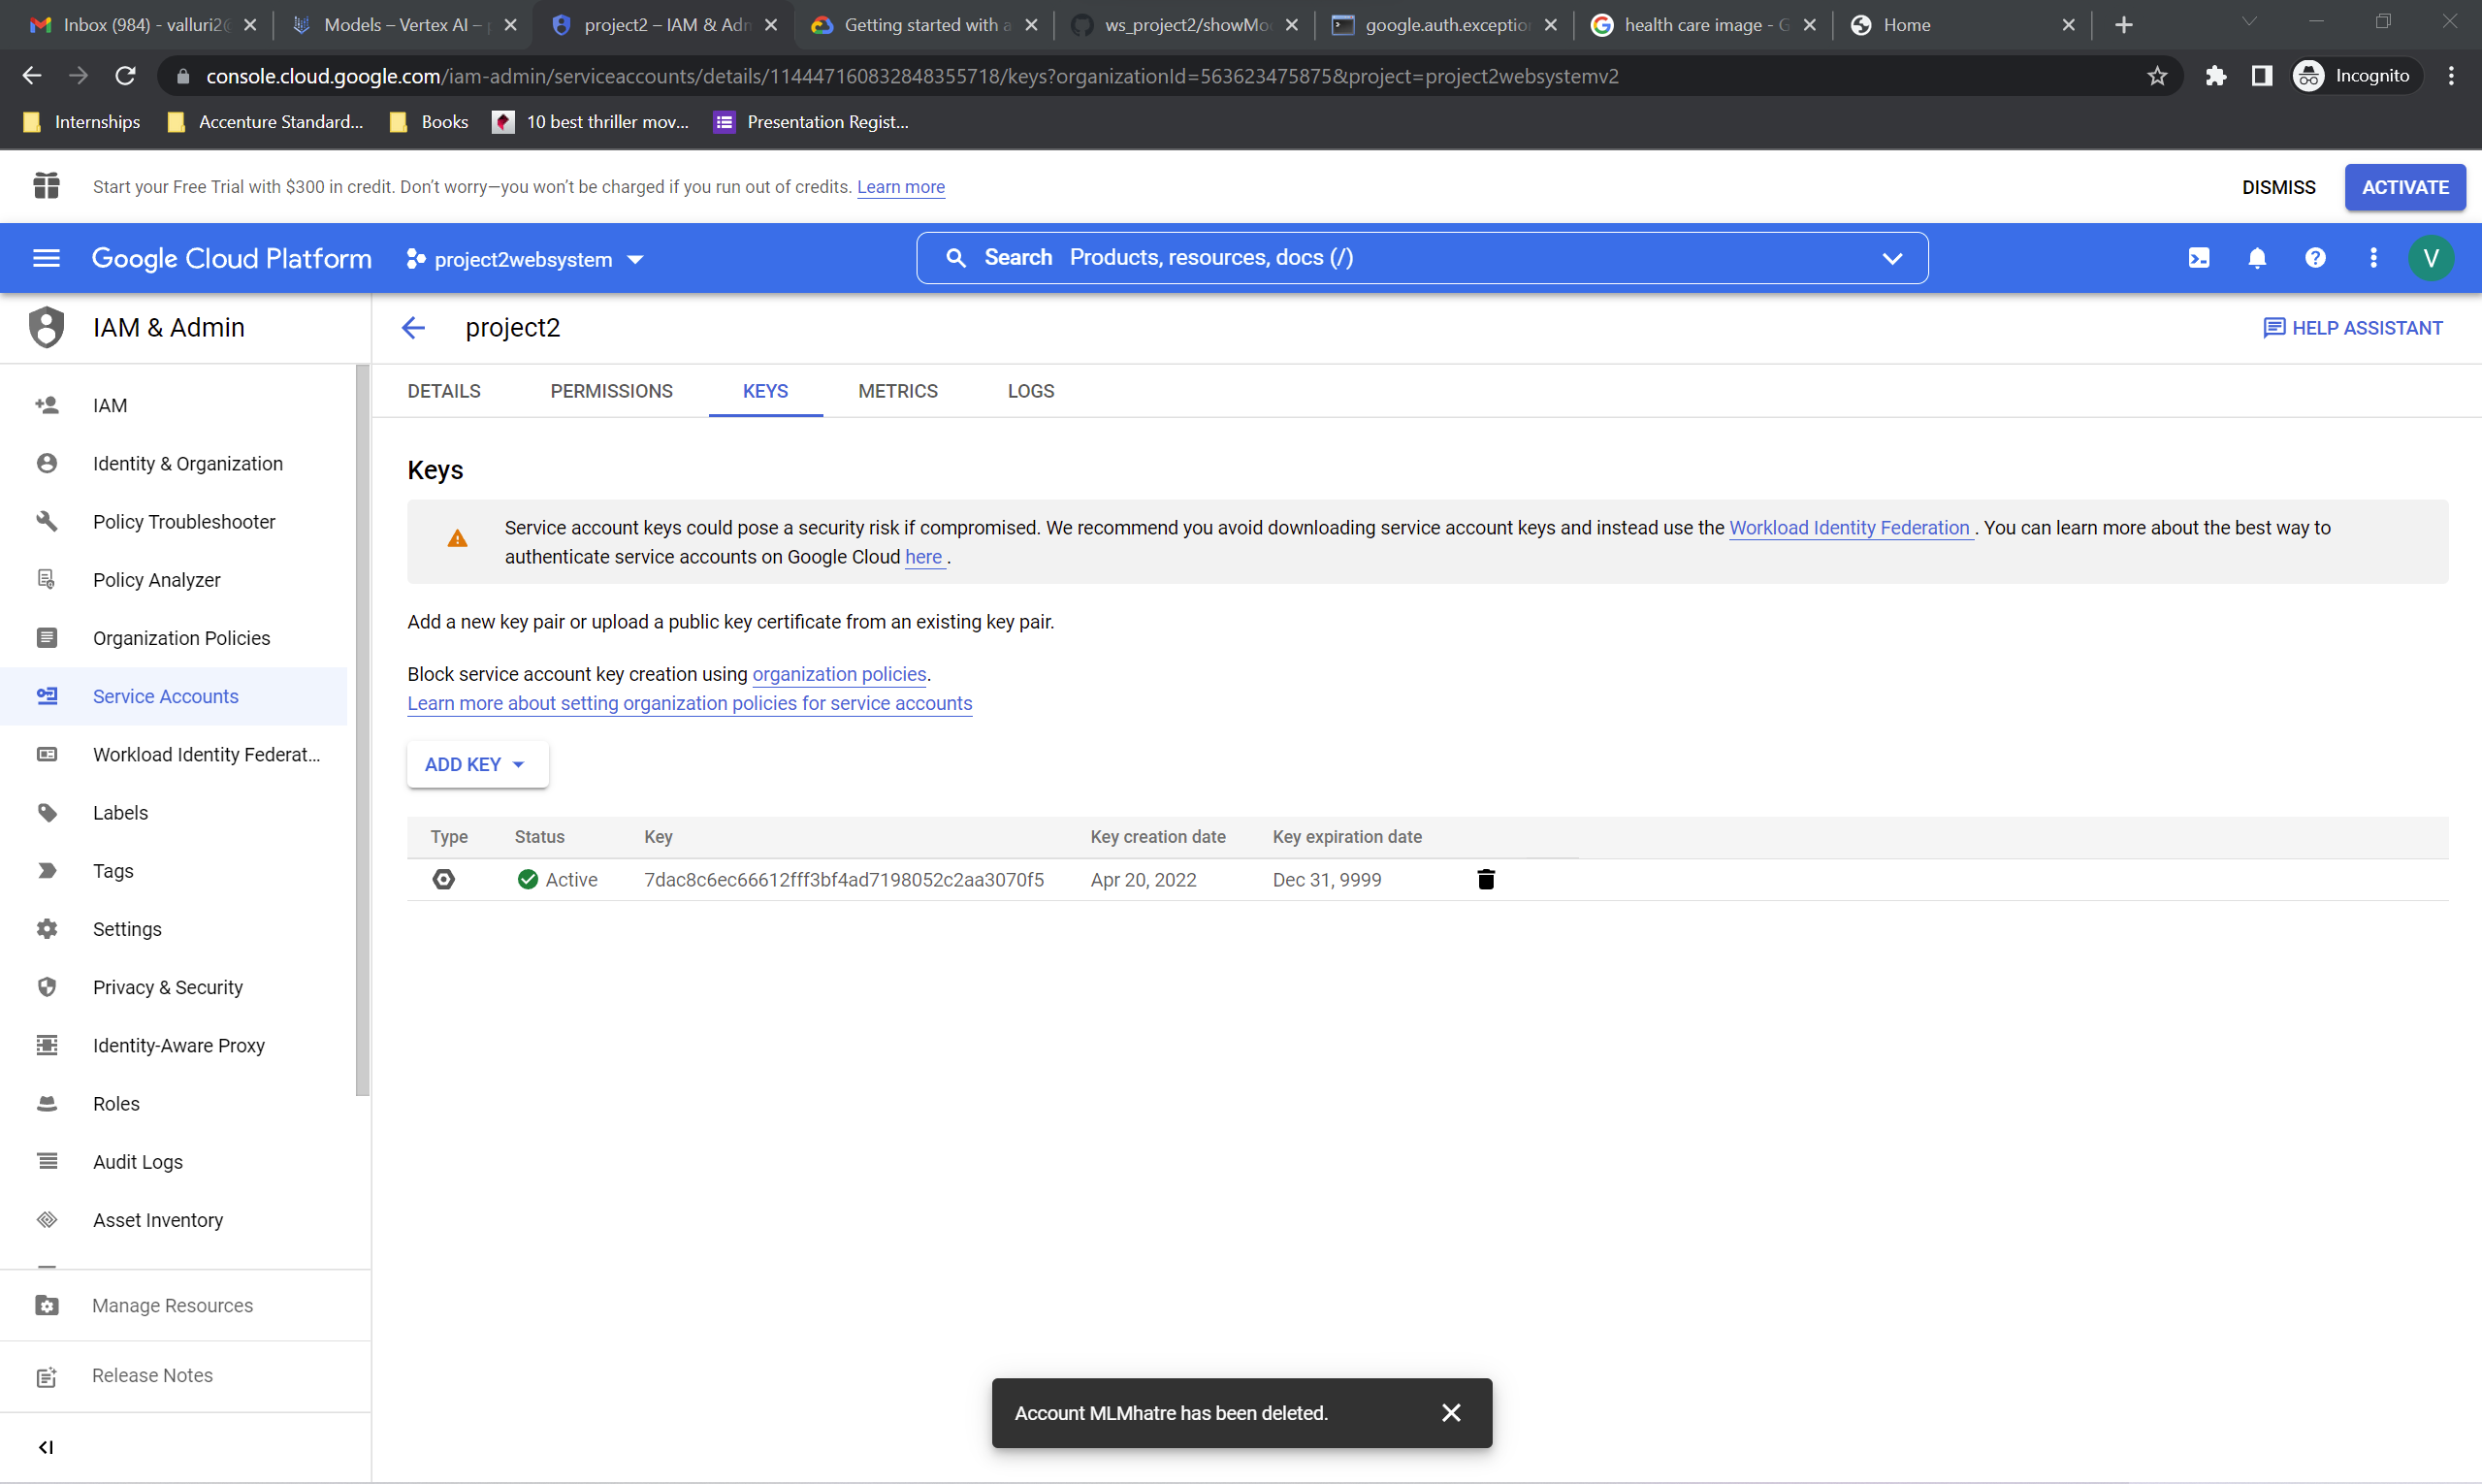 Inbox (984) - valluri2@
Models – Vertex AI – p
project2 – IAM & Adm
Getting started with a
ws_project2/showMod
google.auth.exception
health care image - G
Home
console.cloud.google.com/iam-admin/serviceaccounts/details/114447160832848355718/keys?organizationId=563623475875&project=project2websystemv2
Incognito
Internships
Accenture Standard...
Books
10 best thriller mov...
Presentation Regist...
Start your Free Trial with $300 in credit. Don't worry—you won't be charged if you run out of credits. Learn more
DISMISS
ACTIVATE
Google Cloud Platform
project2websystem
Search Products, resources, docs (/)
V
IAM & Admin
project2
HELP ASSISTANT
DETAILS
PERMISSIONS
KEYS
METRICS
LOGS
IAM
Identity & Organization
Policy Troubleshooter
Policy Analyzer
Organization Policies
Service Accounts
Workload Identity Federat...
Labels
Tags
Settings
Privacy & Security
Identity-Aware Proxy
Roles
Audit Logs
Asset Inventory
Manage Resources
Release Notes
Keys
Service account keys could pose a security risk if compromised. We recommend you avoid downloading service account keys and instead use the Workload Identity Federation . You can learn more about the best way to
authenticate service accounts on Google Cloud here .
Add a new key pair or upload a public key certificate from an existing key pair.
Block service account key creation using organization policies.
Learn more about setting organization policies for service accounts
ADD KEY
Type Status Key Key creation date Key expiration date
Active 7dac8c6ec66612fff3bf4ad7198052c2aa3070f5 Apr 20, 2022 Dec 31, 9999
Account MLMhatre has been deleted.